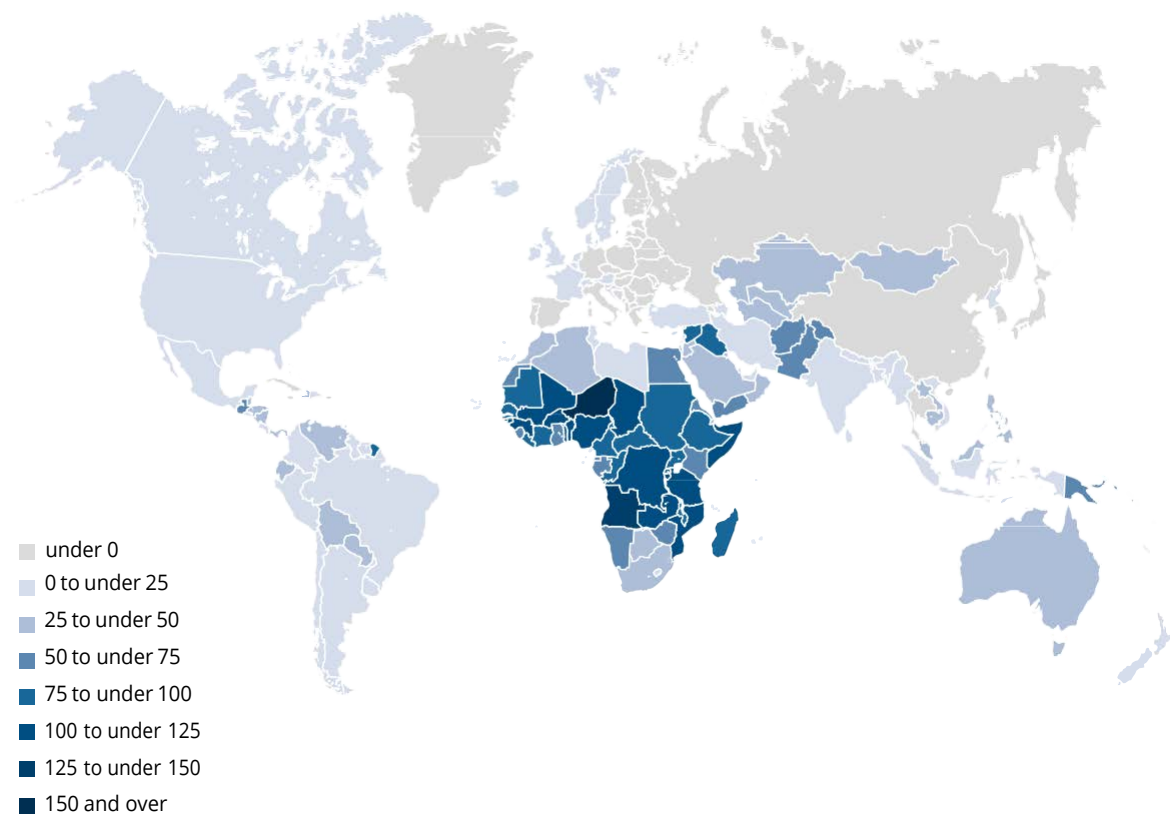 under 0
0 to under 25
25 to under 50
50 to under 75
75 to under 100
100 to under 125
125 to under 150
150 and over